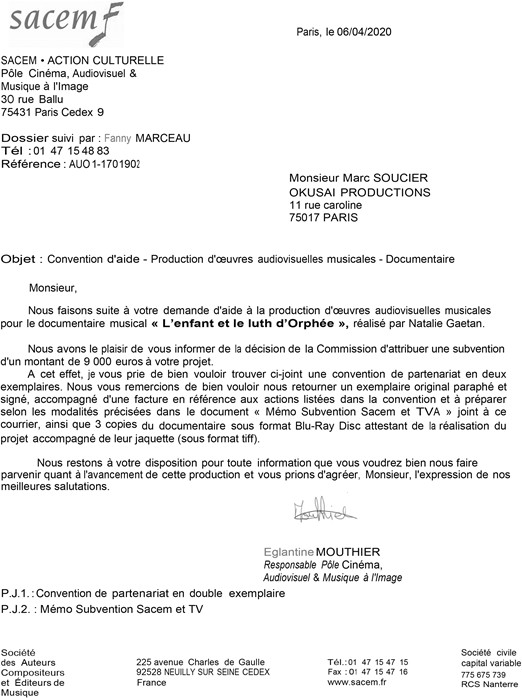 sacem
Paris, le 06/04/2020
SACEM • ACTION CULTURELLE
Pôle Cinéma, Audiovisuel &
Musique à l'Image
30 rue Ballu
75431 Paris Cedex 9
Dossier suivi par : Fanny MARCEAU
Tél : 01 47 15 48 83
Référence : AUO1-1701902
Monsieur Marc SOUCIER
OKUSAI PRODUCTIONS
11 rue caroline
75017 PARIS
Objet : Convention d'aide - Production d'œuvres audiovisuelles musicales - Documentaire
Monsieur,
Nous faisons suite à votre demande d'aide à la production d'œuvres audiovisuelles musicales
pour le documentaire musical « L'enfant et le luth d'Orphée », réalisé par Natalie Gaetan.
Nous avons le plaisir de vous informer de la décision de la Commission d'attribuer une subvention
d'un montant de 9 000 euros à votre projet.
A cet effet, je vous prie de bien vouloir trouver ci-joint une convention de partenariat en deux
exemplaires. Nous vous remercions de bien vouloir nous retourner un exemplaire original paraphé et
signé, accompagné d'une facture en référence aux actions listées dans la convention et à préparer
selon les modalités précisées dans le document « Mémo Subvention Sacem et TVA » joint à ce
courrier, ainsi que 3 copies du documentaire sous format Blu-Ray Disc attestant de la réalisation du
projet accompagné de leur jaquette (sous format tiff).
Nous restons à votre disposition pour toute information que vous voudrez bien nous faire
parvenir quant à l'avancement de cette production et vous prions d'agréer, Monsieur, l'expression de nos
meilleures salutations.
Eglantine MOUTHIER
Responsable Pôle Cinéma,
Audiovisuel & Musique à l'Image
P.J.1. : Convention de partenariat en double exemplaire
P.J.2. : Mémo Subvention Sacem et TV
Société
des Auteurs
Compositeurs
et Éditeurs de
Musique
225 avenue Charles de Gaulle
92528 NEUILLY SUR SEINE CEDEX
France
Tél.: 01 47 15 47 15
Fax : 01 47 15 47 16
www.sacem.fr
Société civile
capital variable
775 675 739
RCS Nanterre